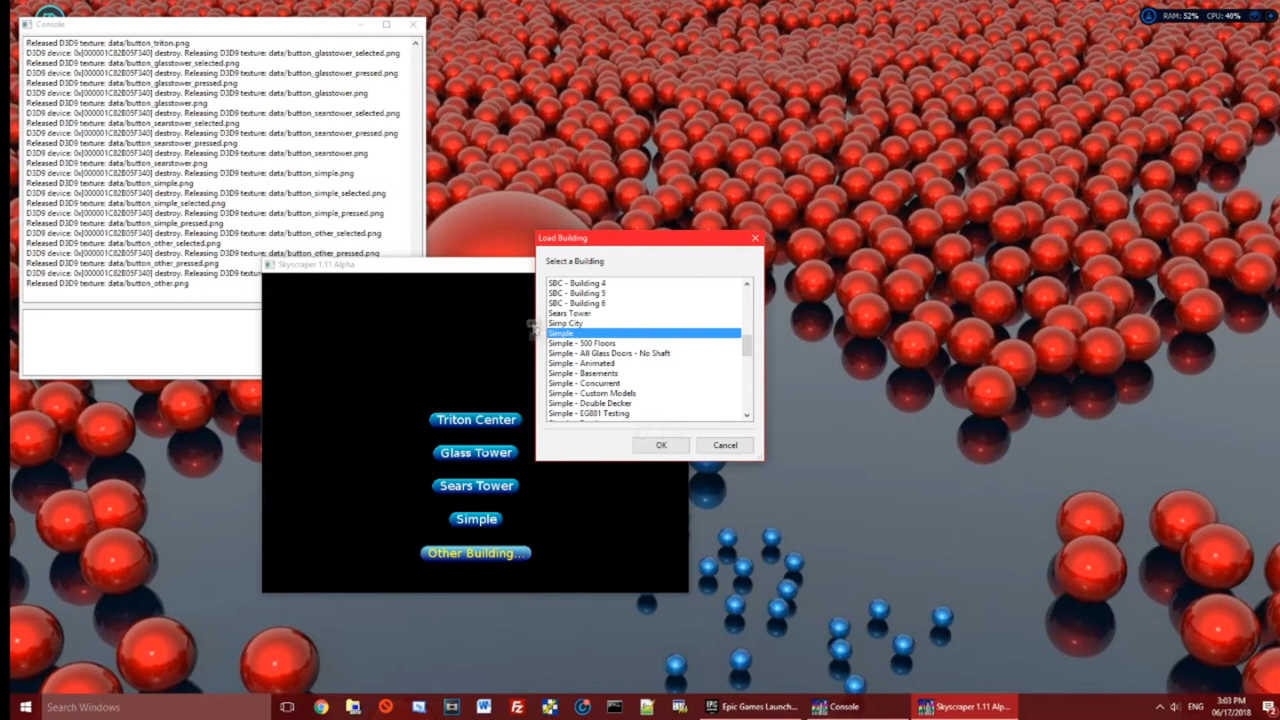 Console
RAM: 52% CPU: 40%
Released D3D9 texture: data/button_triton.png
D3D9 device: 0x[000001C82B05F340] destroy. Releasing D3D9 texture: data/button_glasstower_selected.png
Released D3D9 texture: data/button_glasstower_selected.png
D3D9 device: 0x[000001C82B05F340] destroy. Releasing D3D9 texture: data/button_glasstower_pressed.png
Released D3D9 texture: data/button_glasstower_pressed.png
D3D9 device: 0x[000001C82B05F340] destroy. Releasing D3D9 texture: data/button_glasstower.png
Released D3D9 texture: data/button_glasstower.png
D3D9 device: 0x[000001C82B05F340] destroy. Releasing D3D9 texture: data/button_searstower_selected.png
Released D3D9 texture: data/button_searstower_selected.png
D3D9 device: 0x[000001C82B05F340] destroy. Releasing D3D9 texture: data/button_searstower_pressed.png
Released D3D9 texture: data/button_searstower_pressed.png
D3D9 device: 0x[000001C82B05F340] destroy. Releasing D3D9 texture: data/button_searstower.png
Released D3D9 texture: data/button_searstower.png
D3D9 device: 0x[000001C82B05F340] destroy. Releasing D3D9 texture: data/button_simple.png
Released D3D9 texture: data/button_simple.png
D3D9 device: 0x[000001C82B05F340] destroy. Releasing D3D9 texture: data/button_simple_selected.png
Released D3D9 texture: data/button_simple_selected.png
D3D9 device: 0x[000001C82B05F340] destroy. Releasing D3D9 texture: data/button_simple_pressed.png
Released D3D9 texture: data/button_simple_pressed.png
D3D9 device: 0x[000001C82B05F340] destroy. Releasing D3D9 texture: data/button_other_selected.png
Released D3D9 texture: data/button_other_selected.png
D3D9 device: 0x[000001C82B05F340] destroy. Releasing D3D9 texture: data/button_other_pressed.png
Released D3D9 texture: data/button_other_pressed.png
D3D9 device: 0x[000001C82B05F340] destroy. Releasing
Released D3D9 texture: data/button_other.png
Skyscraper 1.11 Alpha
Triton Center
Glass Tower
Sears Tower
Simple
Other Building...
Load Building
Select a Building
SBC - Building 4
SBC - Building 5
SBC - Building 6
Sears Tower
Simp City
Simple
Simple - 500 Floors
Simple - All Glass Doors - No Shaft
Simple - Animated
Simple - Basements
Simple - Concurrent
Simple - Custom Models
Simple - Double Decker
Simple - EG881 Testing
OK Cancel
Search Windows
Epic Games Launch...
Console
Skyscraper 1.11 Alp...
ENG
3:03 PM
06/17/2018